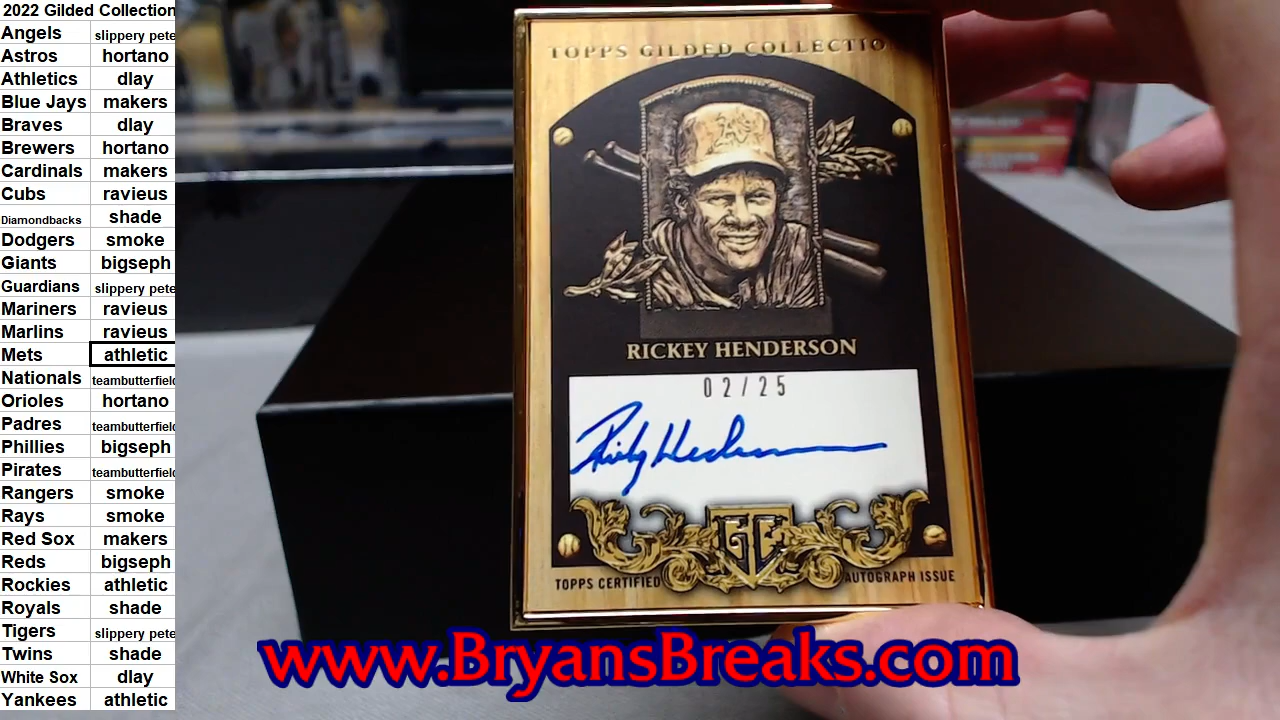 2022 Gilded Collection
Angels slippery pete
Astros hortano
Athletics dlay
Blue Jays makers
Braves dlay
Brewers hortano
Cardinals makers
Cubs ravieus
Diamondbacks shade
Dodgers smoke
Giants bigseph
Guardians slippery pete
Mariners ravieus
Marlins ravieus
Mets athletic
Nationals teambutterfield
Orioles hortano
Padres teambutterfield
Phillies bigseph
Pirates teambutterfield
Rangers smoke
Rays smoke
Red Sox makers
Reds bigseph
Rockies athletic
Royals shade
Tigers slippery pete
Twins shade
White Sox dlay
Yankees athletic
TOPPS GILDED COLLECTIO
A's
RICKEY HENDERSON
02/25
Rickey Henderson
GC
TOPPS CERTIFIED AUTOGRAPH ISSUE
www.BryansBreaks.com